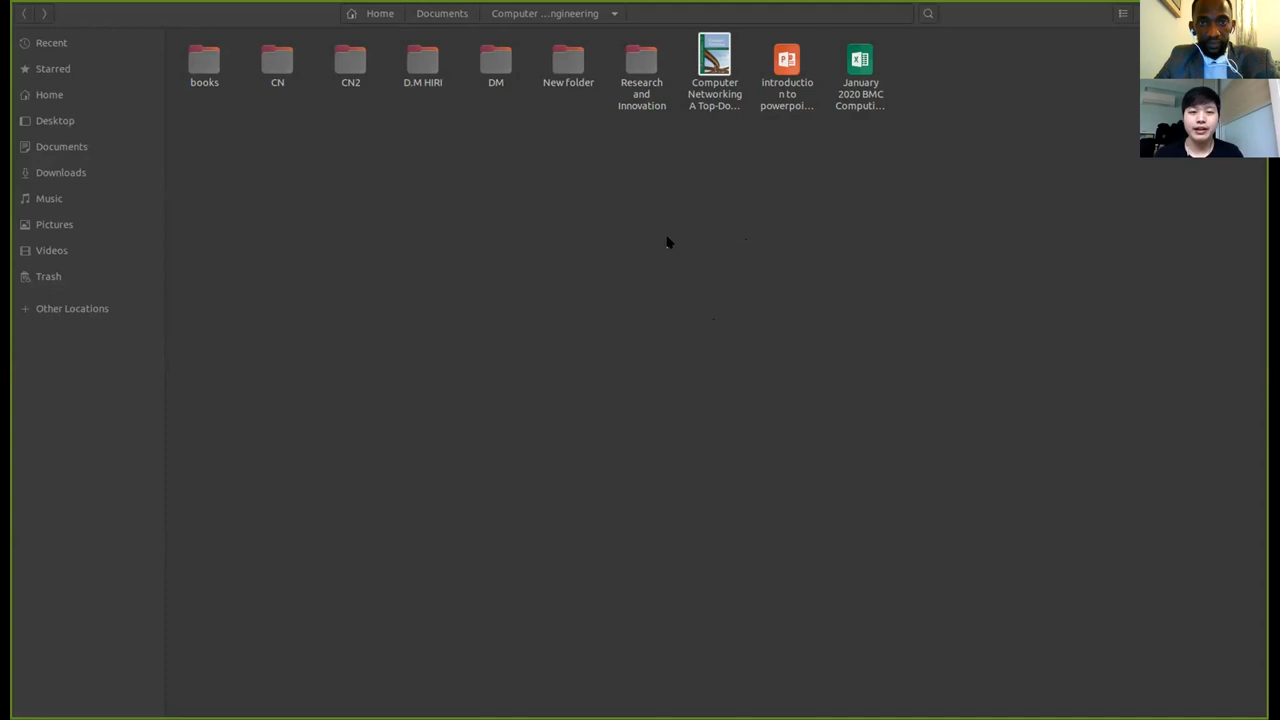 Home
Documents
Computer ...ngineering
Recent
Starred
Home
Desktop
Documents
Downloads
Music
Pictures
Videos
Trash
Other Locations
books
CN
CN2
D.M HIRI
DM
New folder
Research
and
Innovation
Computer
Networking
A Top-Do...
introductio
n to
powerpoi...
January
2020 BMC
Computi...